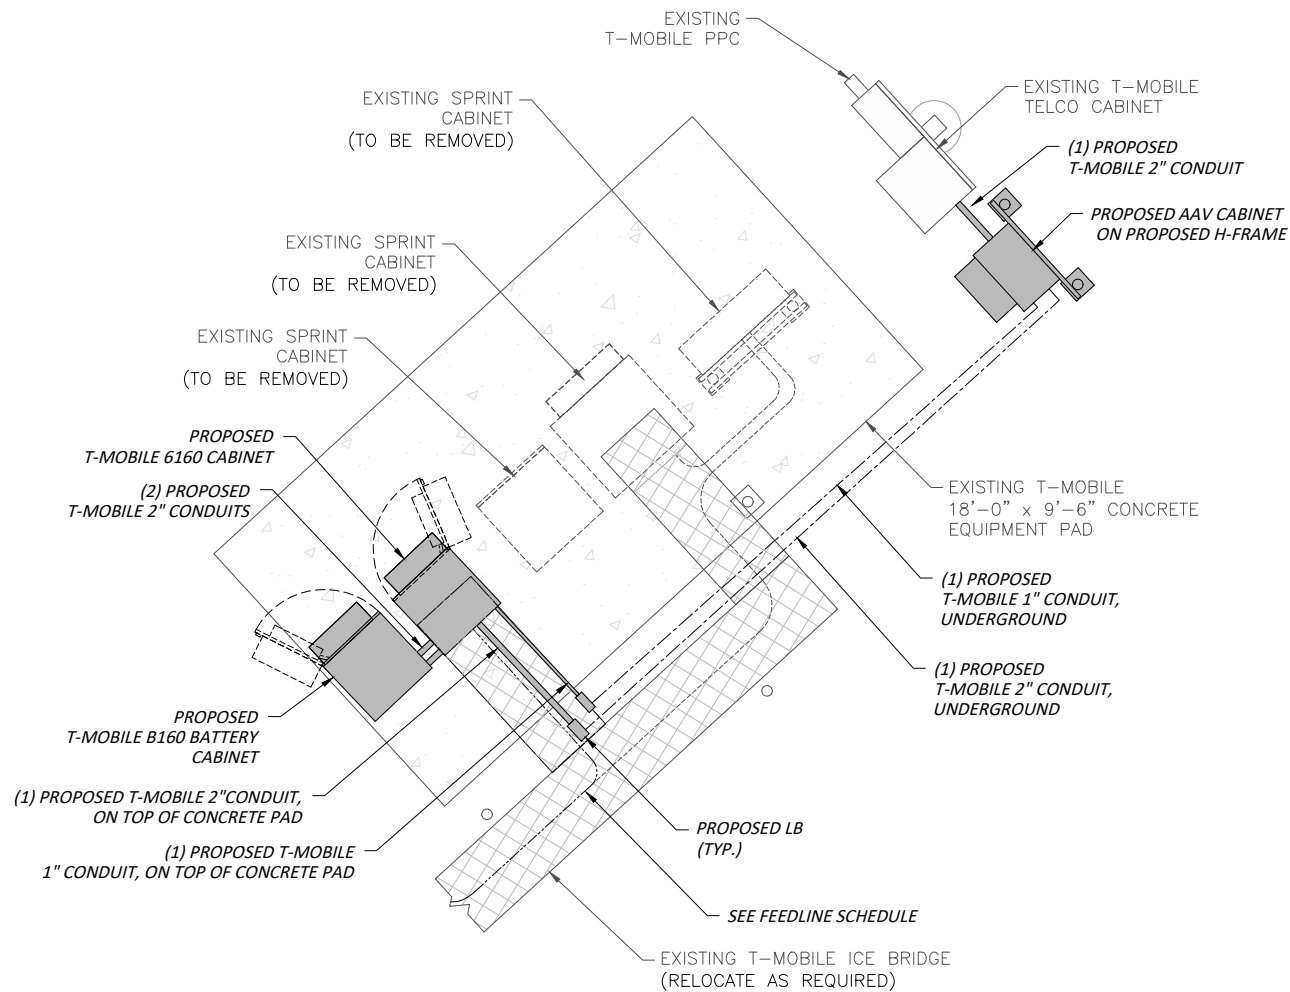 EXISTING
T-MOBILE PPC
EXISTING SPRINT
CABINET
(TO BE REMOVED)
EXISTING T-MOBILE
TELCO CABINET
(1) PROPOSED
T-MOBILE 2" CONDUIT
PROPOSED AAV CABINET
ON PROPOSED H-FRAME
EXISTING SPRINT
CABINET
(TO BE REMOVED)
EXISTING SPRINT
CABINET
(TO BE REMOVED)
PROPOSED
T-MOBILE 6160 CABINET
(2) PROPOSED
T-MOBILE 2" CONDUITS
EXISTING T-MOBILE
18'-0" x 9'-6" CONCRETE
EQUIPMENT PAD
(1) PROPOSED
T-MOBILE 1" CONDUIT,
UNDERGROUND
(1) PROPOSED
T-MOBILE 2" CONDUIT,
UNDERGROUND
PROPOSED
T-MOBILE B160 BATTERY
CABINET
(1) PROPOSED T-MOBILE 2"CONDUIT,
ON TOP OF CONCRETE PAD
(1) PROPOSED T-MOBILE
1" CONDUIT, ON TOP OF CONCRETE PAD
PROPOSED LB
(TYP.)
SEE FEEDLINE SCHEDULE
EXISTING T-MOBILE ICE BRIDGE
(RELOCATE AS REQUIRED)